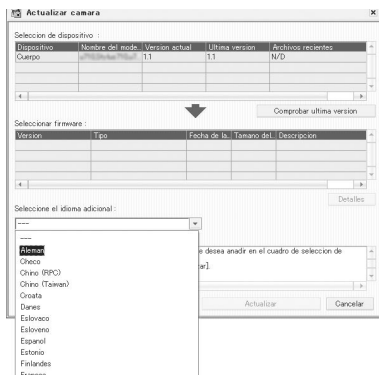 Actualizar camara
Seleccion de dispositivo :
Dispositivo Nombre del mode.. Version actual Ultima version Archivos recientes
Cuerpo 1.1 1.1 N/D
Comprobar ultima version
Seleccionar firmware :
Version Tipo Fecha de la.. Tamano del.. Descripcion
Detalles
Seleccione el idioma adicional :
---
---
Aleman
e desea anadir en el cuadro de seleccion de
Checo
ar].
Chino (RPC)
Chino (Taiwan)
Croata
Danes
Actualizar Cancelar
Eslovaco
Esloveno
Espanol
Estonio
Finlandes